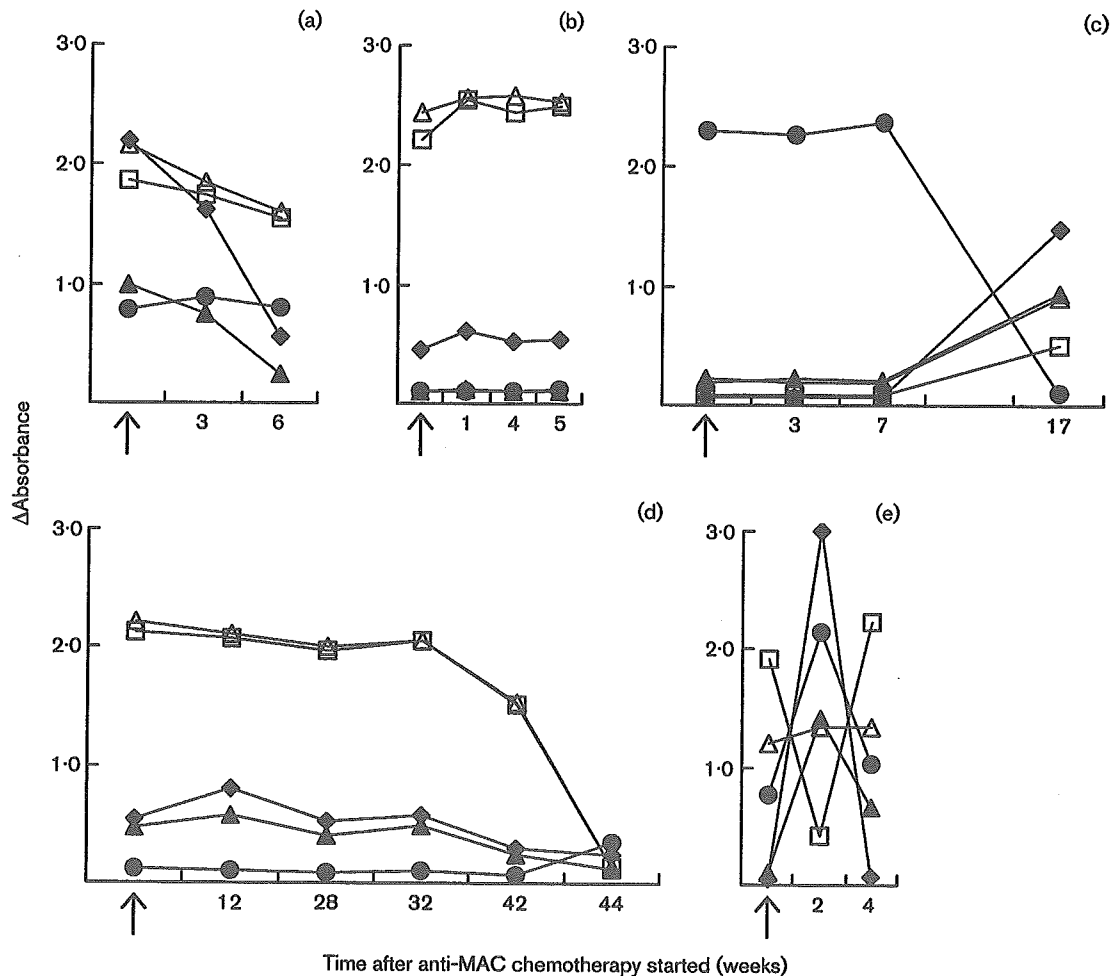 (a)
3·0
2·0
1·0
3 6
(b)
3·0
2·0
1·0
1 4 5
(c)
3·0
2·0
1·0
3 7 17
ΔAbsorbance
(d)
3·0
2·0
1·0
12 28 32 42 44
(e)
3·0
2·0
1·0
2 4
Time after anti-MAC chemotherapy started (weeks)